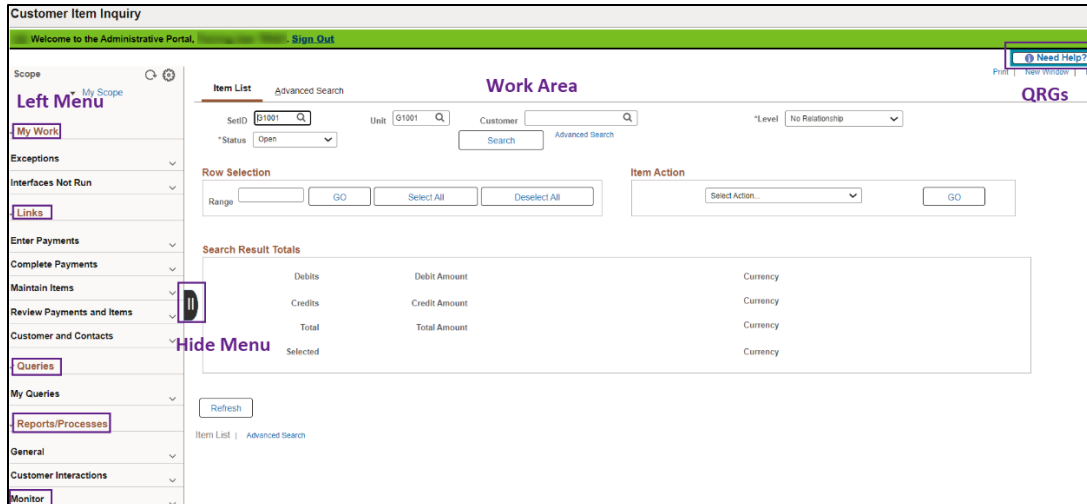 Customer Item Inquiry
Welcome to the Administrative Portal, . Sign Out
Need Help?
Print | New Window |
QRGs
Scope
My Scope
Left Menu
My Work
Exceptions
Interfaces Not Run
Links
Enter Payments
Complete Payments
Maintain Items
Review Payments and Items
Customer and Contacts
Hide Menu
Queries
My Queries
Reports/Processes
General
Customer Interactions
Monitor
Item List Advanced Search
Work Area
SetID G1001 Unit G1001 Customer *Level No Relationship
*Status Open Search Advanced Search
Row Selection
Range GO Select All Deselect All
Item Action
Select Action... GO
Search Result Totals
Debits Debit Amount Currency
Credits Credit Amount Currency
Total Total Amount Currency
Selected Currency
Refresh
Item List | Advanced Search